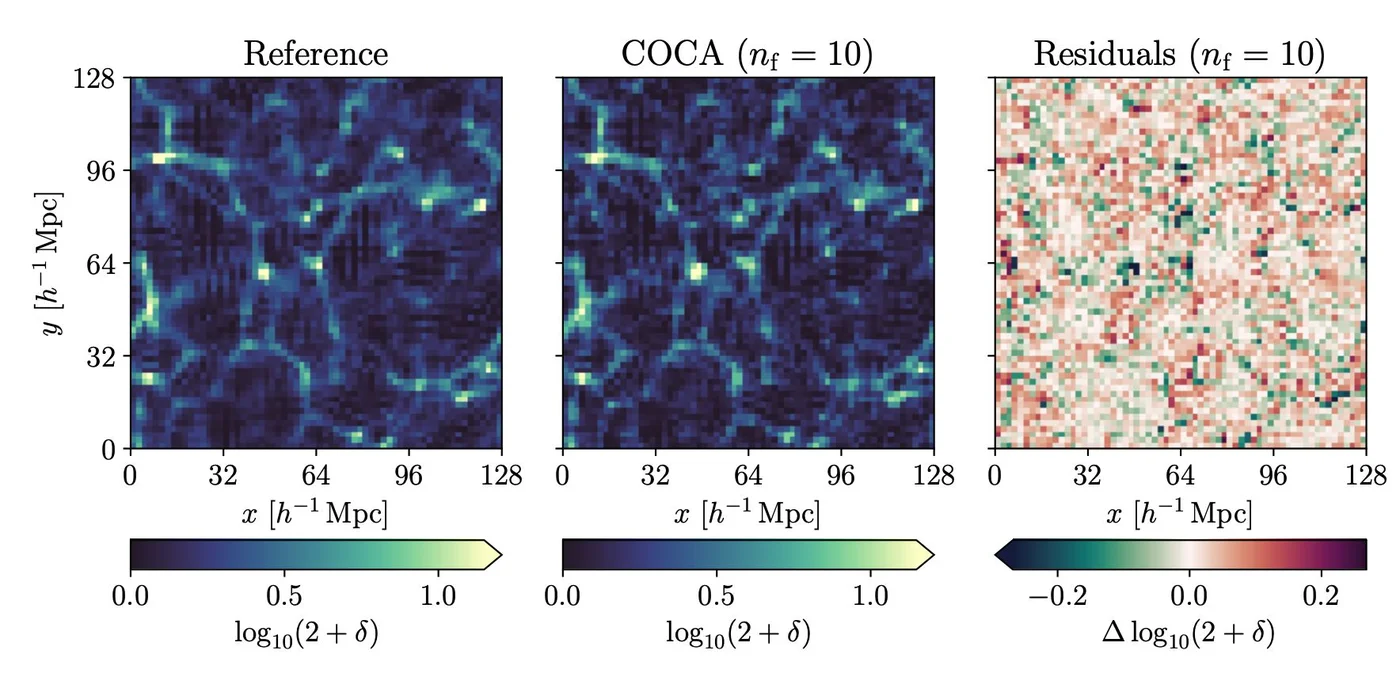 Reference
COCA (n_f = 10)
Residuals (n_f = 10)
128
96
64
32
0
y [h⁻¹ Mpc]
0 32 64 96 128
0 32 64 96 128
0 32 64 96 128
x [h⁻¹ Mpc]
x [h⁻¹ Mpc]
x [h⁻¹ Mpc]
0.0 0.5 1.0
0.0 0.5 1.0
−0.2 0.0 0.2
log₁₀(2 + δ)
log₁₀(2 + δ)
Δ log₁₀(2 + δ)